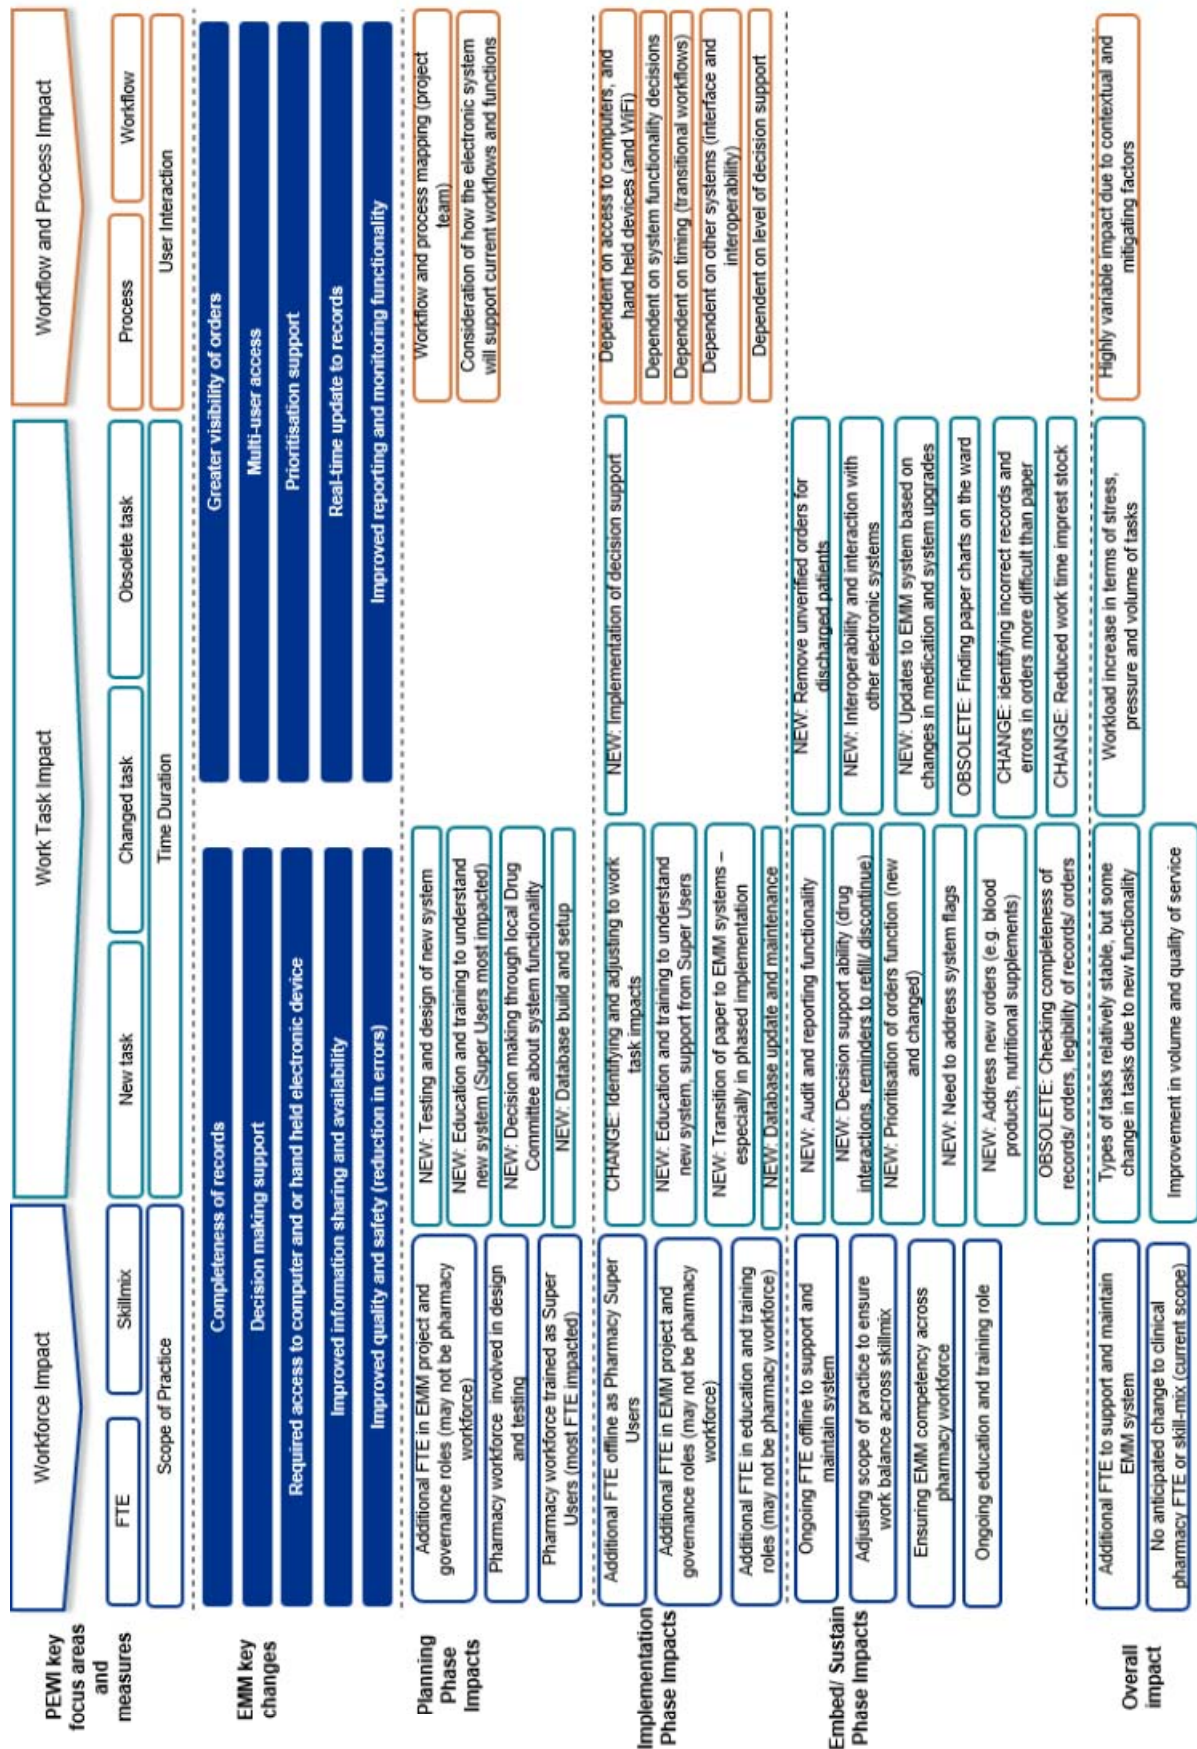 PEWI key
focus areas
and
measures
Workforce Impact
FTE
Skillmix
Scope of Practice
Work Task Impact
New task
Changed task
Obsolete task
Time Duration
Workflow and Process Impact
Process
Workflow
User Interaction
EMM key
changes
Completeness of records
Decision making support
Required access to computer and or hand held electronic device
Improved information sharing and availability
Improved quality and safety (reduction in errors)
Greater visibility of orders
Multi-user access
Prioritisation support
Real-time update to records
Improved reporting and monitoring functionality
Planning
Phase
Impacts
Additional FTE in EMM project and
governance roles (may not be pharmacy
workforce)
Pharmacy workforce involved in design
and testing
Pharmacy workforce trained as Super
Users (most FTE impacted)
NEW: Testing and design of new system
NEW: Education and training to understand
new system (Super Users most impacted)
NEW: Decision making through local Drug
Committee about system functionality
NEW: Database build and setup
Workflow and process mapping (project
team)
Consideration of how the electronic system
will support current workflows and functions
Implementation
Phase Impacts
Additional FTE offline as Pharmacy Super
Users
Additional FTE in EMM project and
governance roles (may not be pharmacy
workforce)
Additional FTE in education and training
roles (may not be pharmacy workforce)
CHANGE: Identifying and adjusting to work
task impacts
NEW: Education and training to understand
new system, support from Super Users
NEW: Transition of paper to EMM systems –
especially in phased implementation
NEW: Database update and maintenance
NEW: Implementation of decision support
Dependent on access to computers, and
hand held devices (and WiFi)
Dependent on system functionality decisions
Dependent on timing (transitional workflows)
Dependent on other systems (interface and
interoperability)
Dependent on level of decision support
Embed/ Sustain
Phase Impacts
Ongoing FTE offline to support and
maintain system
Adjusting scope of practice to ensure
work balance across skillmix
Ensuring EMM competency across
pharmacy workforce
Ongoing education and training role
NEW: Audit and reporting functionality
NEW: Decision support ability (drug
interactions, reminders to refill/ discontinue)
NEW: Prioritisation of orders function (new
and changed)
NEW: Need to address system flags
NEW: Address new orders (e.g. blood
products, nutritional supplements)
OBSOLETE: Checking completeness of
records/ orders, legibility of records/ orders
NEW: Remove unverified orders for
discharged patients
NEW: Interoperability and interaction with
other electronic systems
NEW: Updates to EMM system based on
changes in medication and system upgrades
OBSOLETE: Finding paper charts on the ward
CHANGE: identifying incorrect records and
errors in orders more difficult than paper
CHANGE: Reduced work time imprest stock
Overall
impact
Additional FTE to support and maintain
EMM system
No anticipated change to clinical
pharmacy FTE or skill-mix (current scope)
Types of tasks relatively stable, but some
change in tasks due to new functionality
Improvement in volume and quality of service
Workload increase in terms of stress,
pressure and volume of tasks
Highly variable impact due to contextual and
mitigating factors